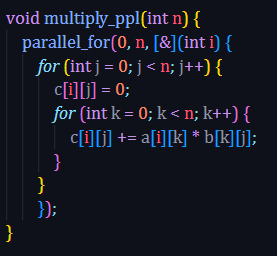 void multiply_ppl(int n) {
parallel_for(0, n, [&](int i) {
for (int j = 0; j < n; j++) {
c[i][j] = 0;
for (int k = 0; k < n; k++) {
c[i][j] += a[i][k] * b[k][j];
}
}
});
}